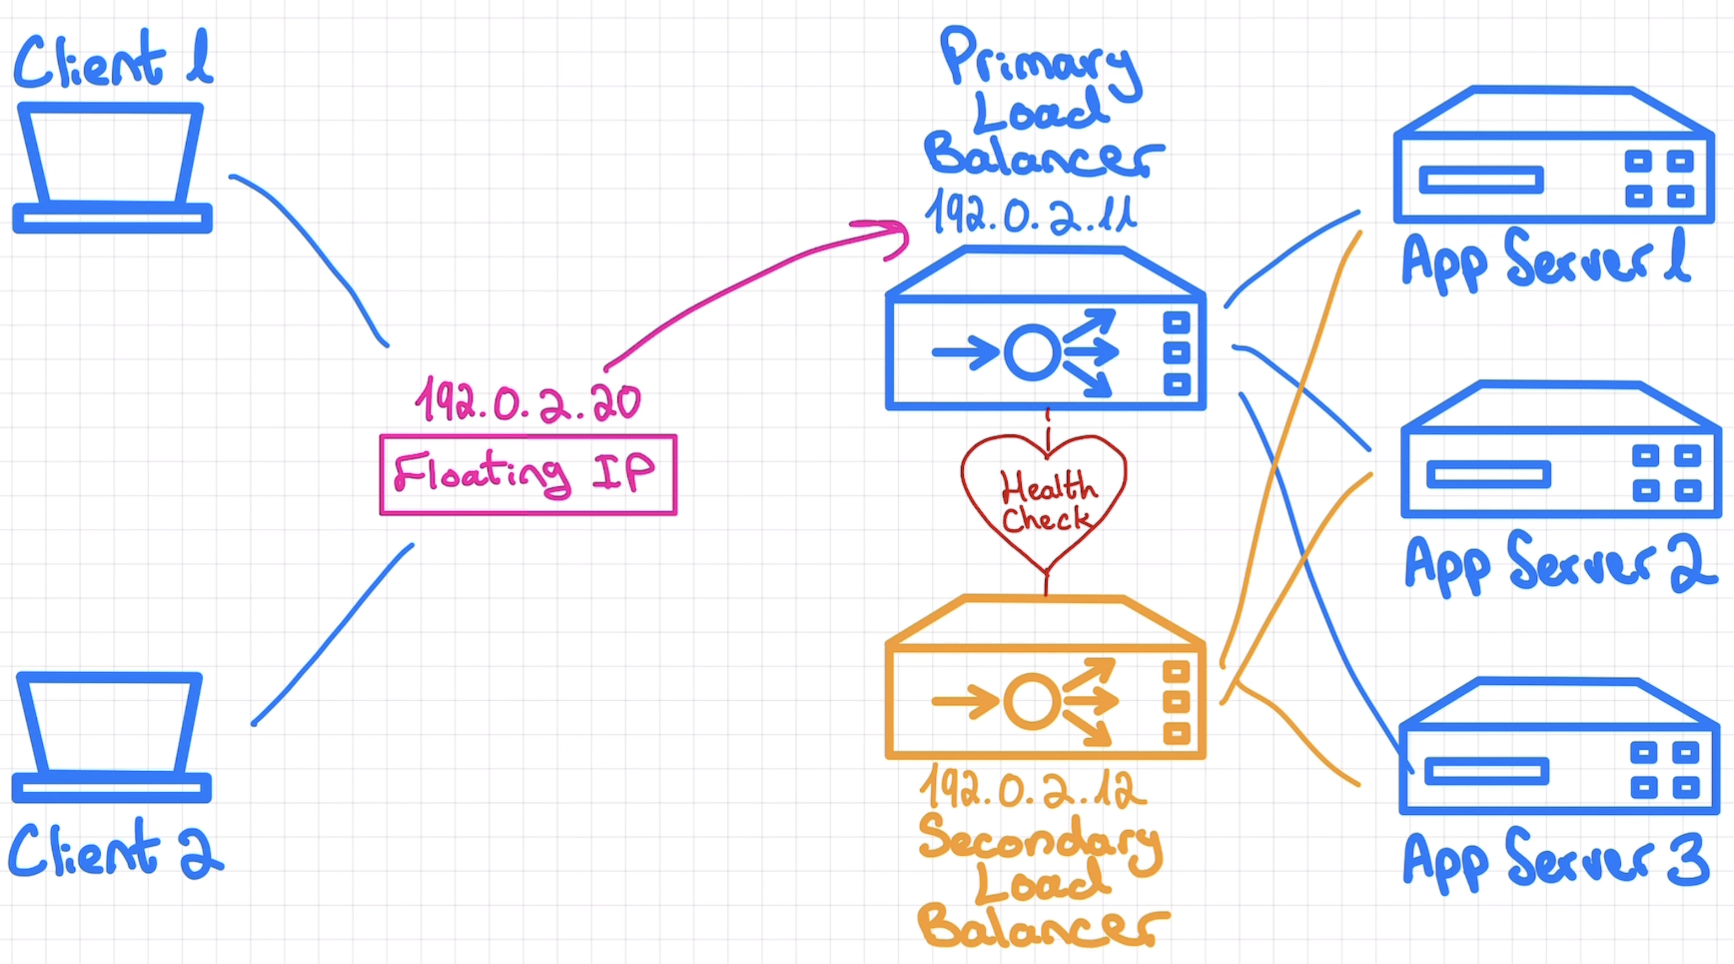 Client 1
Primary
Load
Balancer
192.0.2.11
App Server 1
192.0.2.20
Floating IP
Health
Check
App Server 2
192.0.2.12
Secondary
Load
Balancer
Client 2
App Server 3